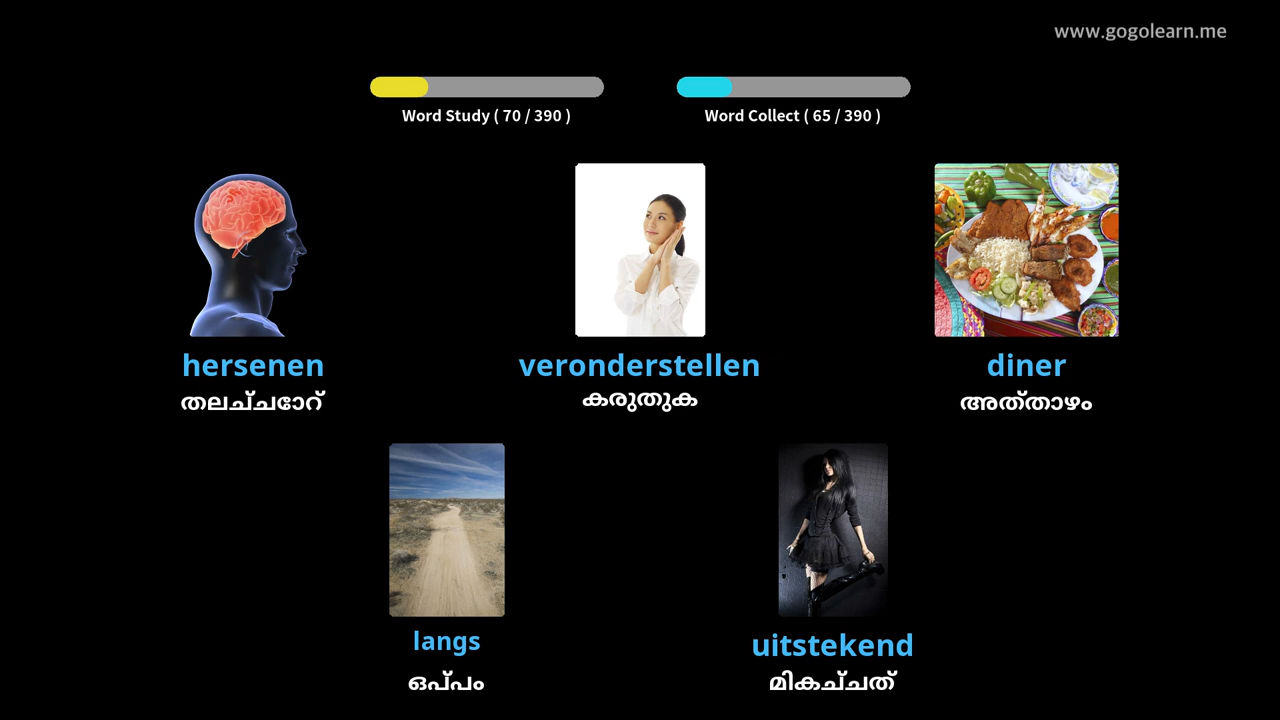 www.gogolearn.me
Word Study ( 70 / 390 )
Word Collect ( 65 / 390 )
hersenen
തലച്ചോറ്
veronderstellen
കരുതുക
diner
അത്താഴം
langs
ഒപ്പം
uitstekend
മികച്ചത്